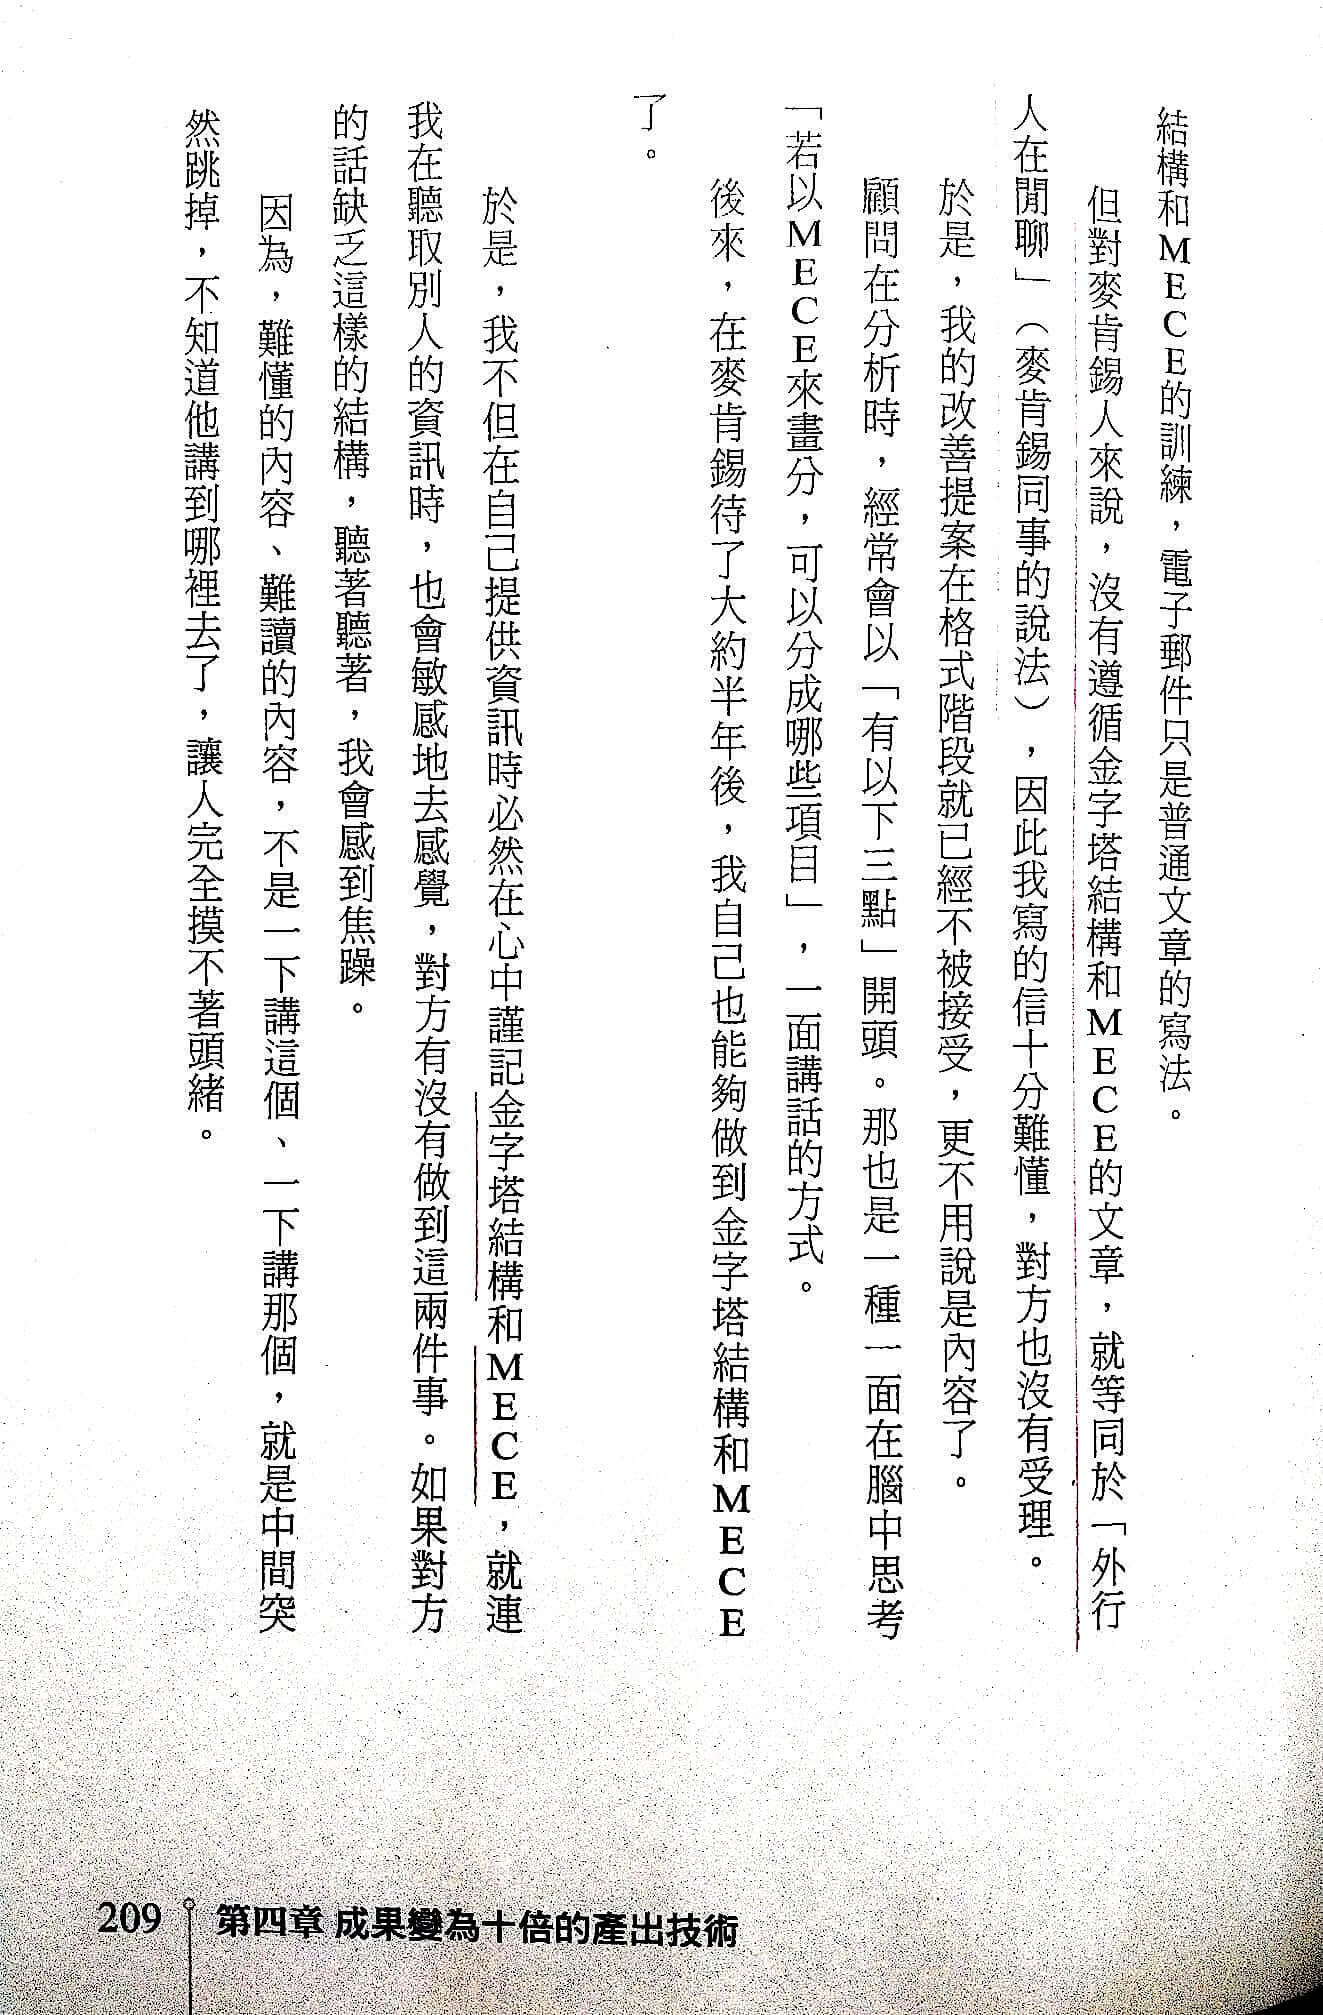 結構和MECE的訓練，電子郵件只是普通文章的寫法。
但對麥肯錫人來說，沒有遵循金字塔結構和MECE的文章，就等同於「外行
人在閒聊」（麥肯錫同事的說法），因此我寫的信十分難懂，對方也沒有受理。
於是，我的改善提案在格式階段就已經不被接受，更不用說是內容了。
顧問在分析時，經常會以「有以下三點」開頭。那也是一種一面在腦中思考
「若以MECE來畫分，可以分成哪些項目」，一面講話的方式。
後來，在麥肯錫待了大約半年後，我自己也能夠做到金字塔結構和MECE
了。
於是，我不但在自己提供資訊時必然在心中謹記金字塔結構和MECE，就連
我在聽取別人的資訊時，也會敏感地去感覺，對方有沒有做到這兩件事。如果對方
的話缺乏這樣的結構，聽著聽著，我會感到焦躁。
因為，難懂的內容、難讀的內容，不是一下講這個、一下講那個，就是中間突
然跳掉，不知道他講到哪裡去了，讓人完全摸不著頭緒。
209 第四章 成果變為十倍的產出技術